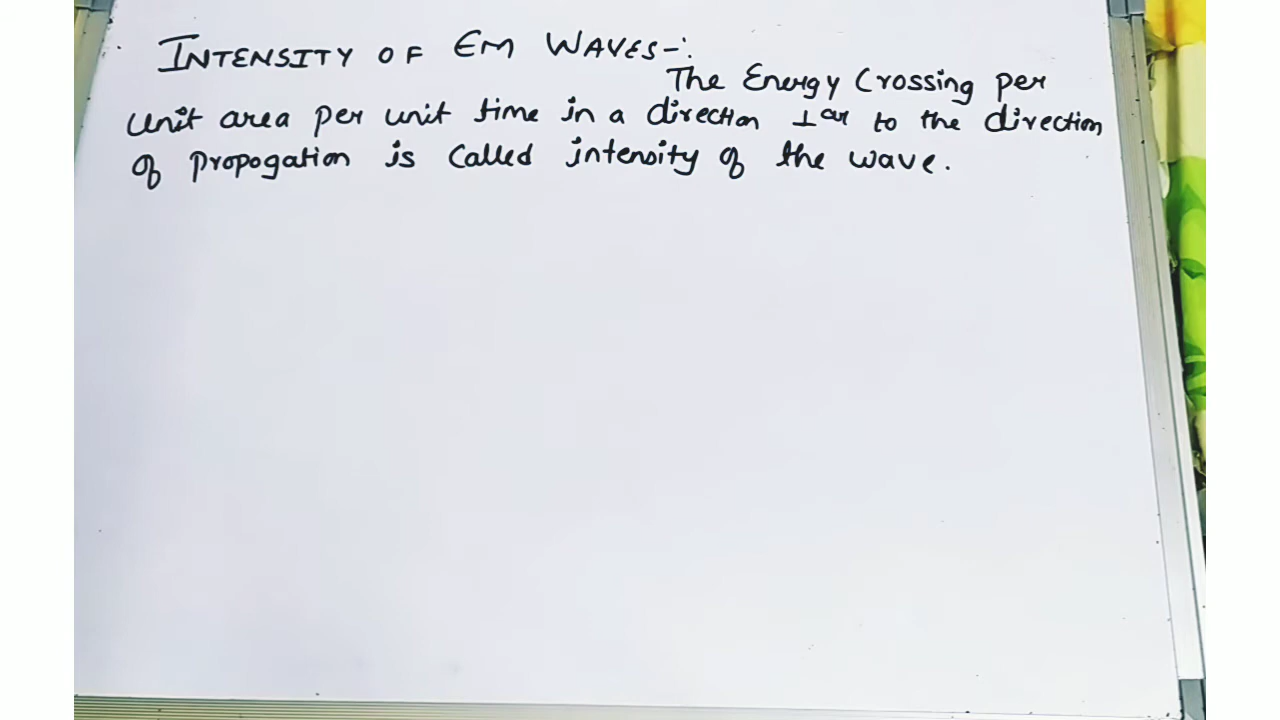 INTENSITY OF EM WAVES-:
The Energy Crossing per
unit area per unit time in a direction ⊥ar to the direction
of propogation is called intensity of the wave.